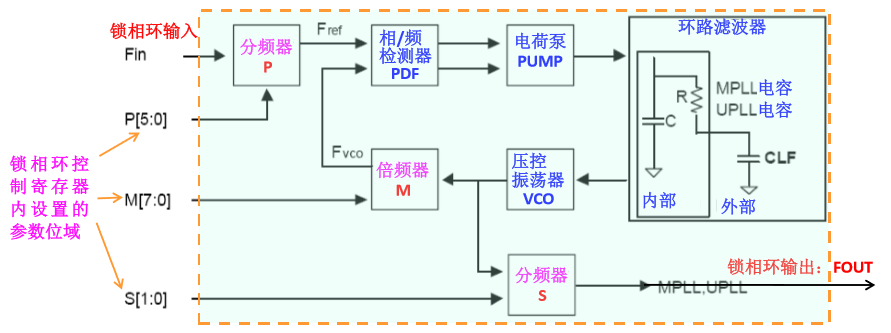 锁相环输入
Fin
P[5:0]
锁相环控
制寄存器
内设置的
参数位域
M[7:0]
S[1:0]
分频器
P
Fref
相/频
检测器
PDF
电荷泵
PUMP
环路滤波器
R
C
MPLL电容
UPLL电容
CLF
内部
外部
Fvco
倍频器
M
压控
振荡器
VCO
分频器
S
锁相环输出：FOUT
MPLL,UPLL